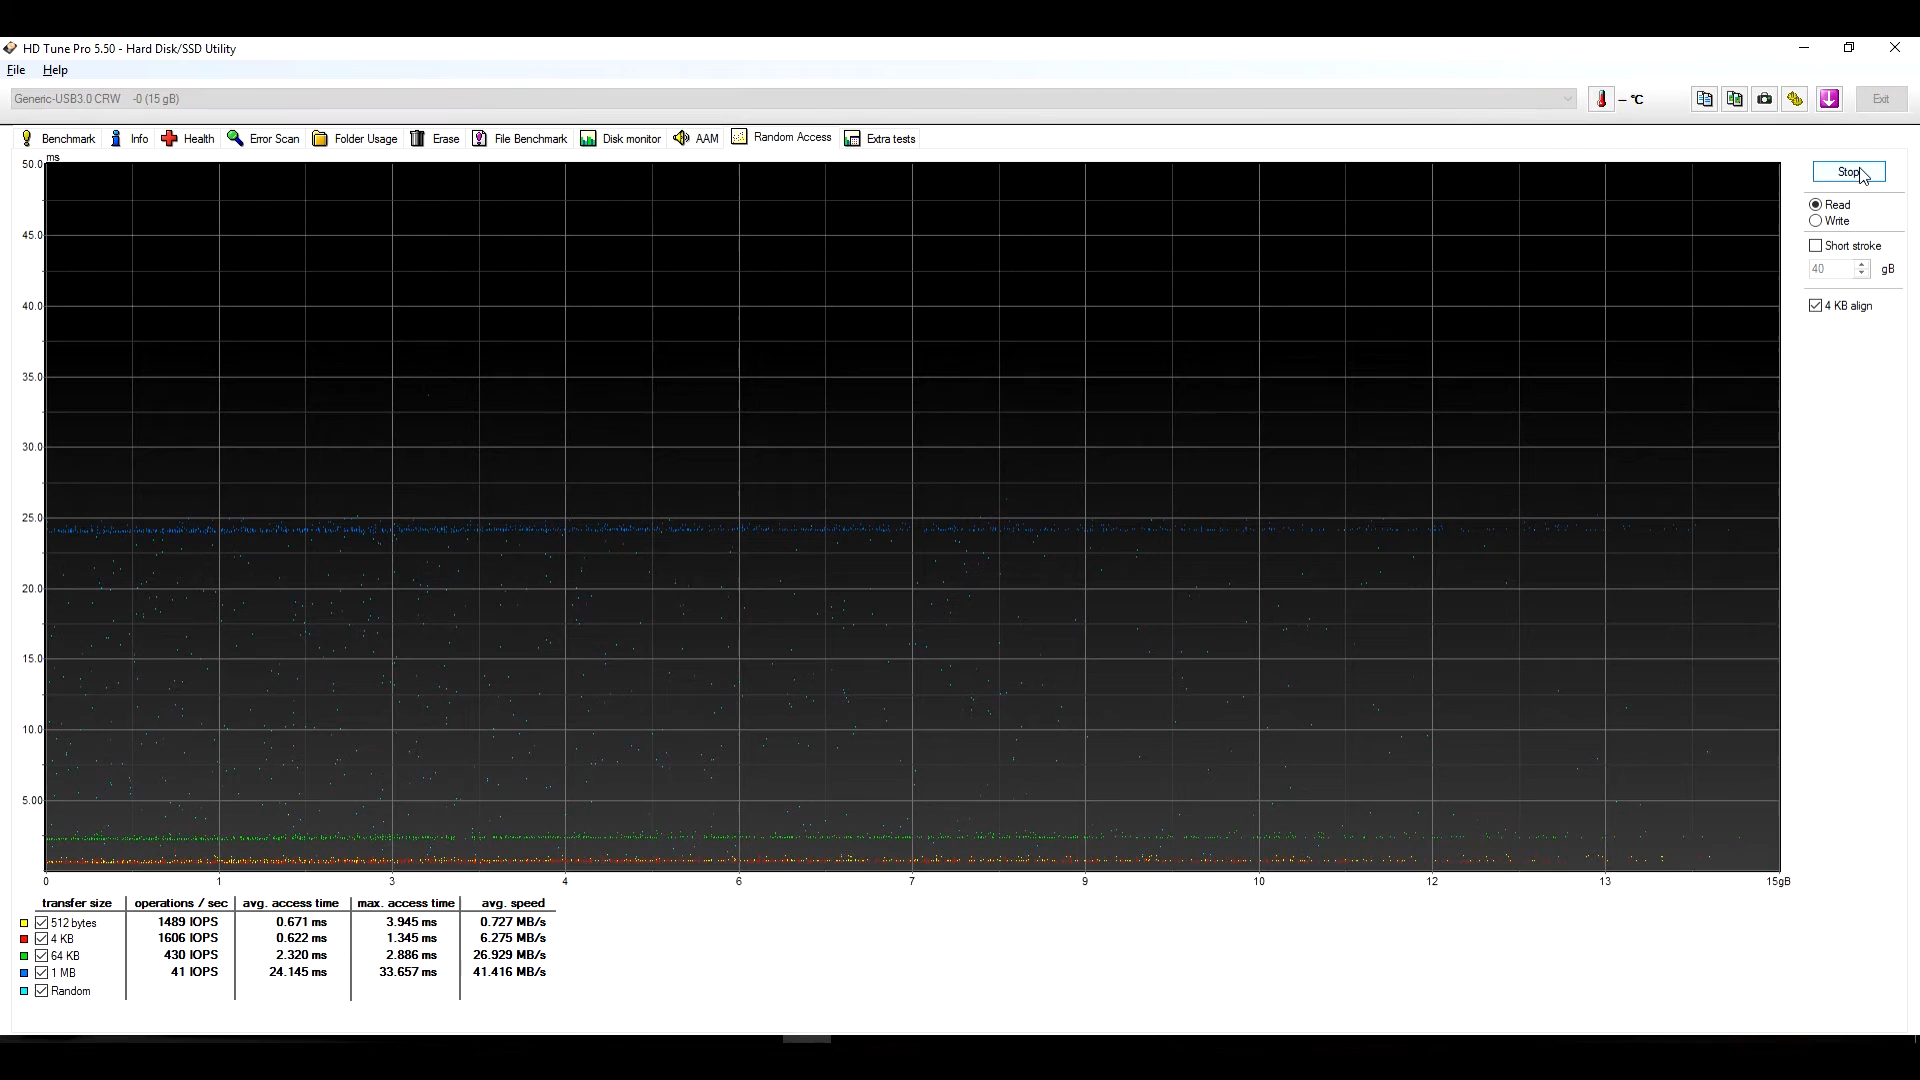 HD Tune Pro 5.50 - Hard Disk/SSD Utility
File Help
Generic-USB3.0 CRW -0 (15 gB)
– °C
Exit
Benchmark Info Health Error Scan Folder Usage Erase File Benchmark Disk monitor AAM Random Access Extra tests
ms
50.0
45.0
40.0
35.0
30.0
25.0
20.0
15.0
10.0
5.00
0 1 3 4 6 7 9 10 12 13 15gB
Stop
Read
Write
Short stroke
40 gB
4 KB align
transfer size operations / sec avg. access time max. access time avg. speed
512 bytes 1489 IOPS 0.671 ms 3.945 ms 0.727 MB/s
4 KB 1606 IOPS 0.622 ms 1.345 ms 6.275 MB/s
64 KB 430 IOPS 2.320 ms 2.886 ms 26.929 MB/s
1 MB 41 IOPS 24.145 ms 33.657 ms 41.416 MB/s
Random